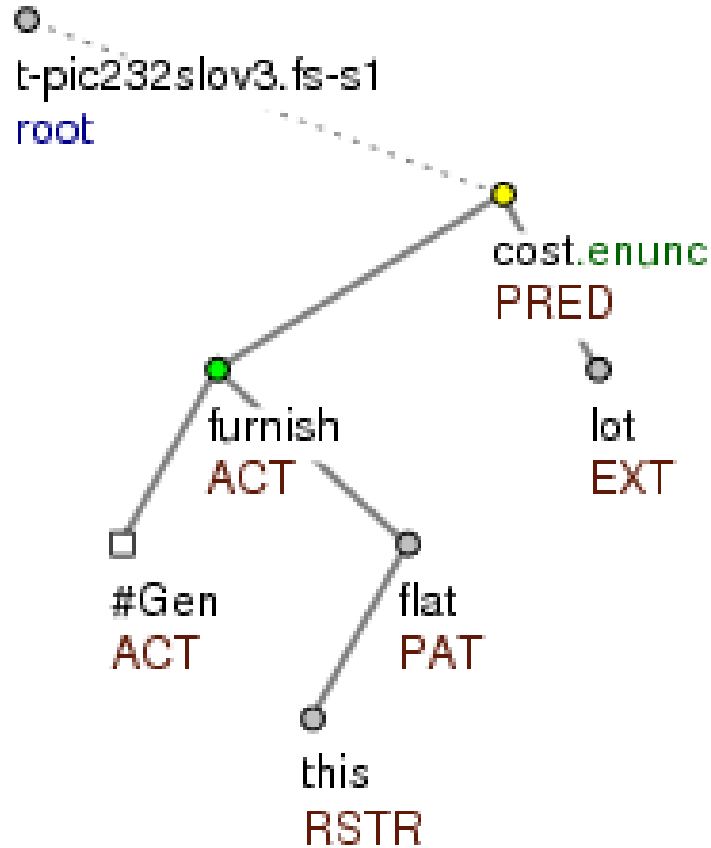 t-pic232slov3.fs-s1
root
cost.enunc
PRED
furnish
ACT
lot
EXT
#Gen
ACT
flat
PAT
this
RSTR